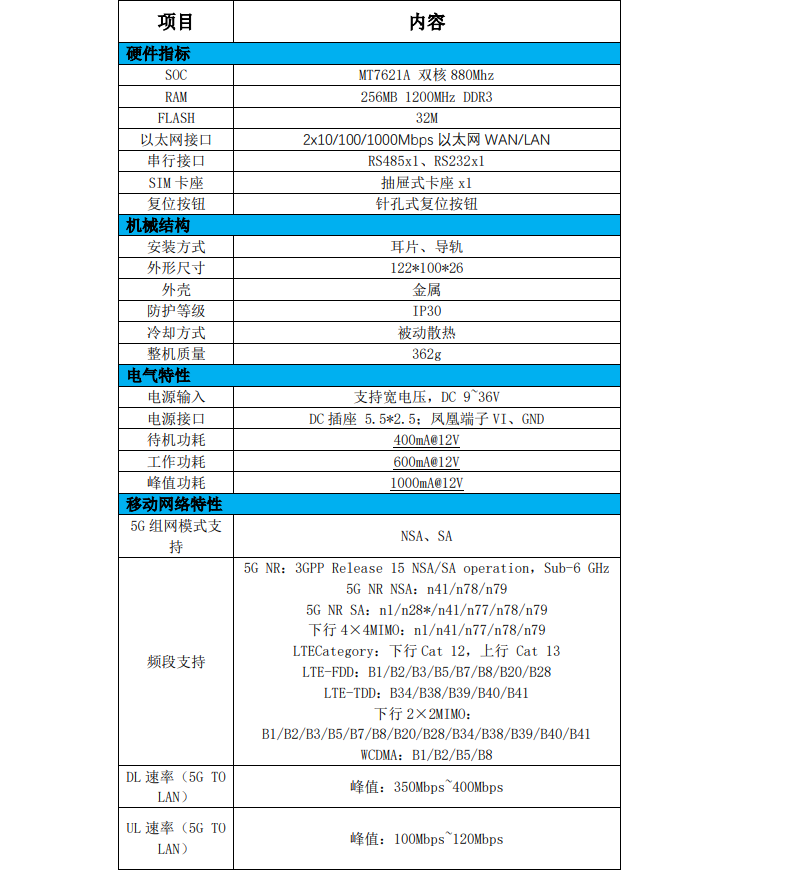 项目 内容
硬件指标
SOC MT7621A 双核 880Mhz
RAM 256MB 1200MHz DDR3
FLASH 32M
以太网接口 2x10/100/1000Mbps 以太网 WAN/LAN
串行接口 RS485x1、RS232x1
SIM 卡座 抽屉式卡座 x1
复位按钮 针孔式复位按钮
机械结构
安装方式 耳片、导轨
外形尺寸 122*100*26
外壳 金属
防护等级 IP30
冷却方式 被动散热
整机质量 362g
电气特性
电源输入 支持宽电压，DC 9~36V
电源接口 DC 插座 5.5*2.5；凤凰端子 VI、GND
待机功耗 400mA@12V
工作功耗 600mA@12V
峰值功耗 1000mA@12V
移动网络特性
5G 组网模式支
持
NSA、SA
频段支持
5G NR：3GPP Release 15 NSA/SA operation，Sub-6 GHz
5G NR NSA：n41/n78/n79
5G NR SA：n1/n28*/n41/n77/n78/n79
下行 4×4MIMO：n1/n41/n77/n78/n79
LTECategory：下行 Cat 12，上行 Cat 13
LTE-FDD：B1/B2/B3/B5/B7/B8/B20/B28
LTE-TDD：B34/B38/B39/B40/B41
下行 2×2MIMO：
B1/B2/B3/B5/B7/B8/B20/B28/B34/B38/B39/B40/B41
WCDMA：B1/B2/B5/B8
DL 速率（5G TO
LAN）
峰值：350Mbps~400Mbps
UL 速率（5G TO
LAN）
峰值：100Mbps~120Mbps